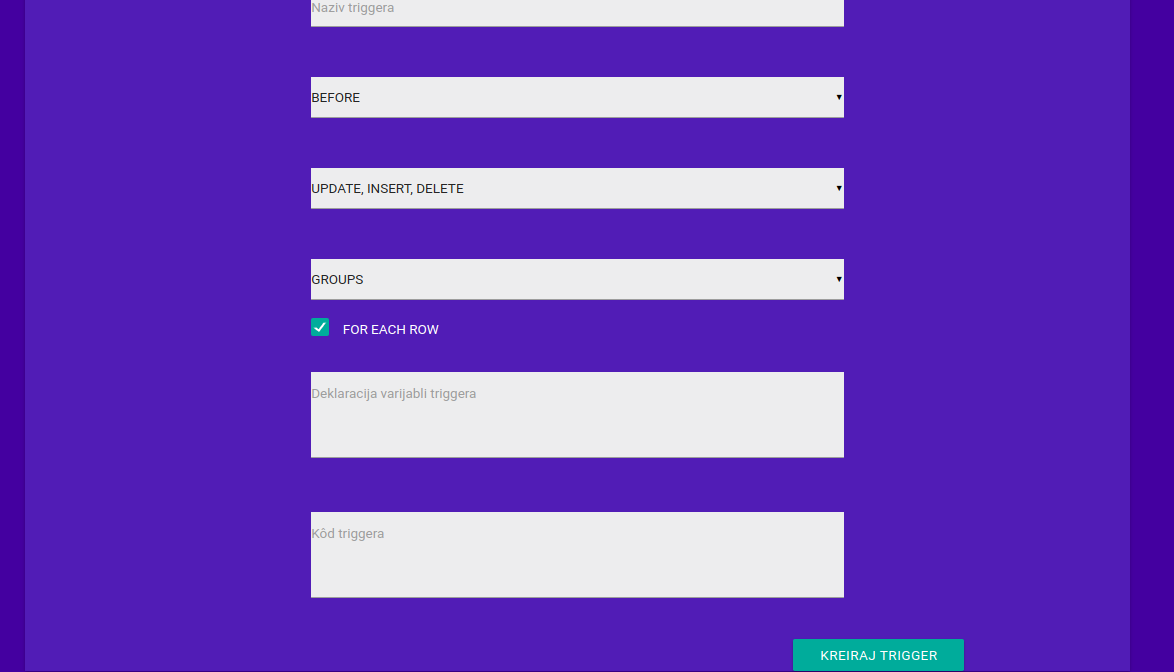 Naziv triggera
BEFORE
UPDATE, INSERT, DELETE
GROUPS
FOR EACH ROW
Deklaracija varijabli triggera
Kôd triggera
KREIRAJ TRIGGER